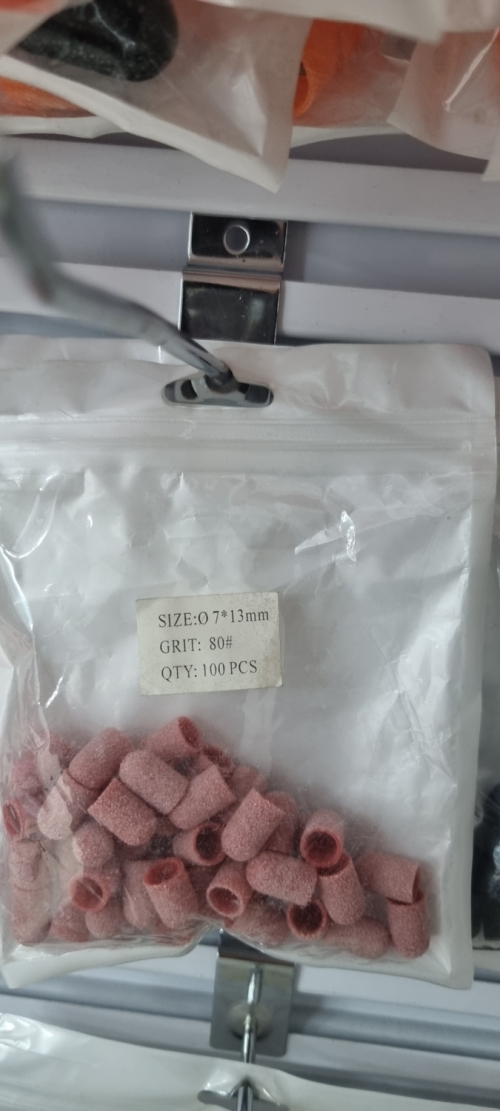 SIZE:Ø 7*13mm
GRIT: 80#
QTY: 100 PCS